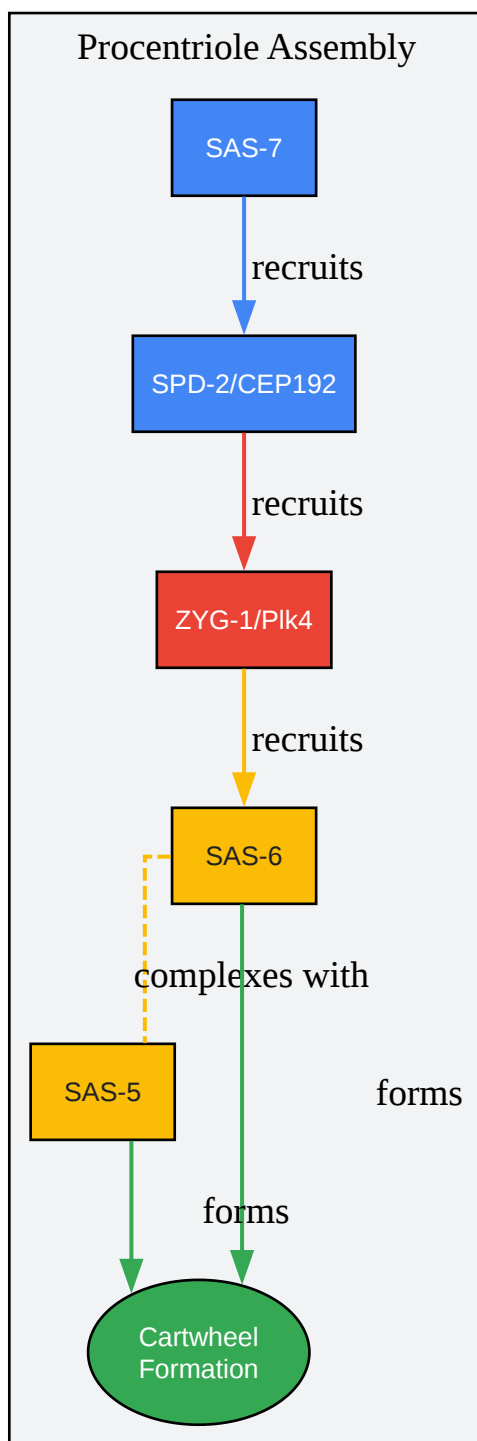 Procentriole Assembly
SAS-7
recruits
SPD-2/CEP192
recruits
ZYG-1/Plk4
recruits
SAS-6
complexes with
SAS-5
forms
forms
Cartwheel
Formation